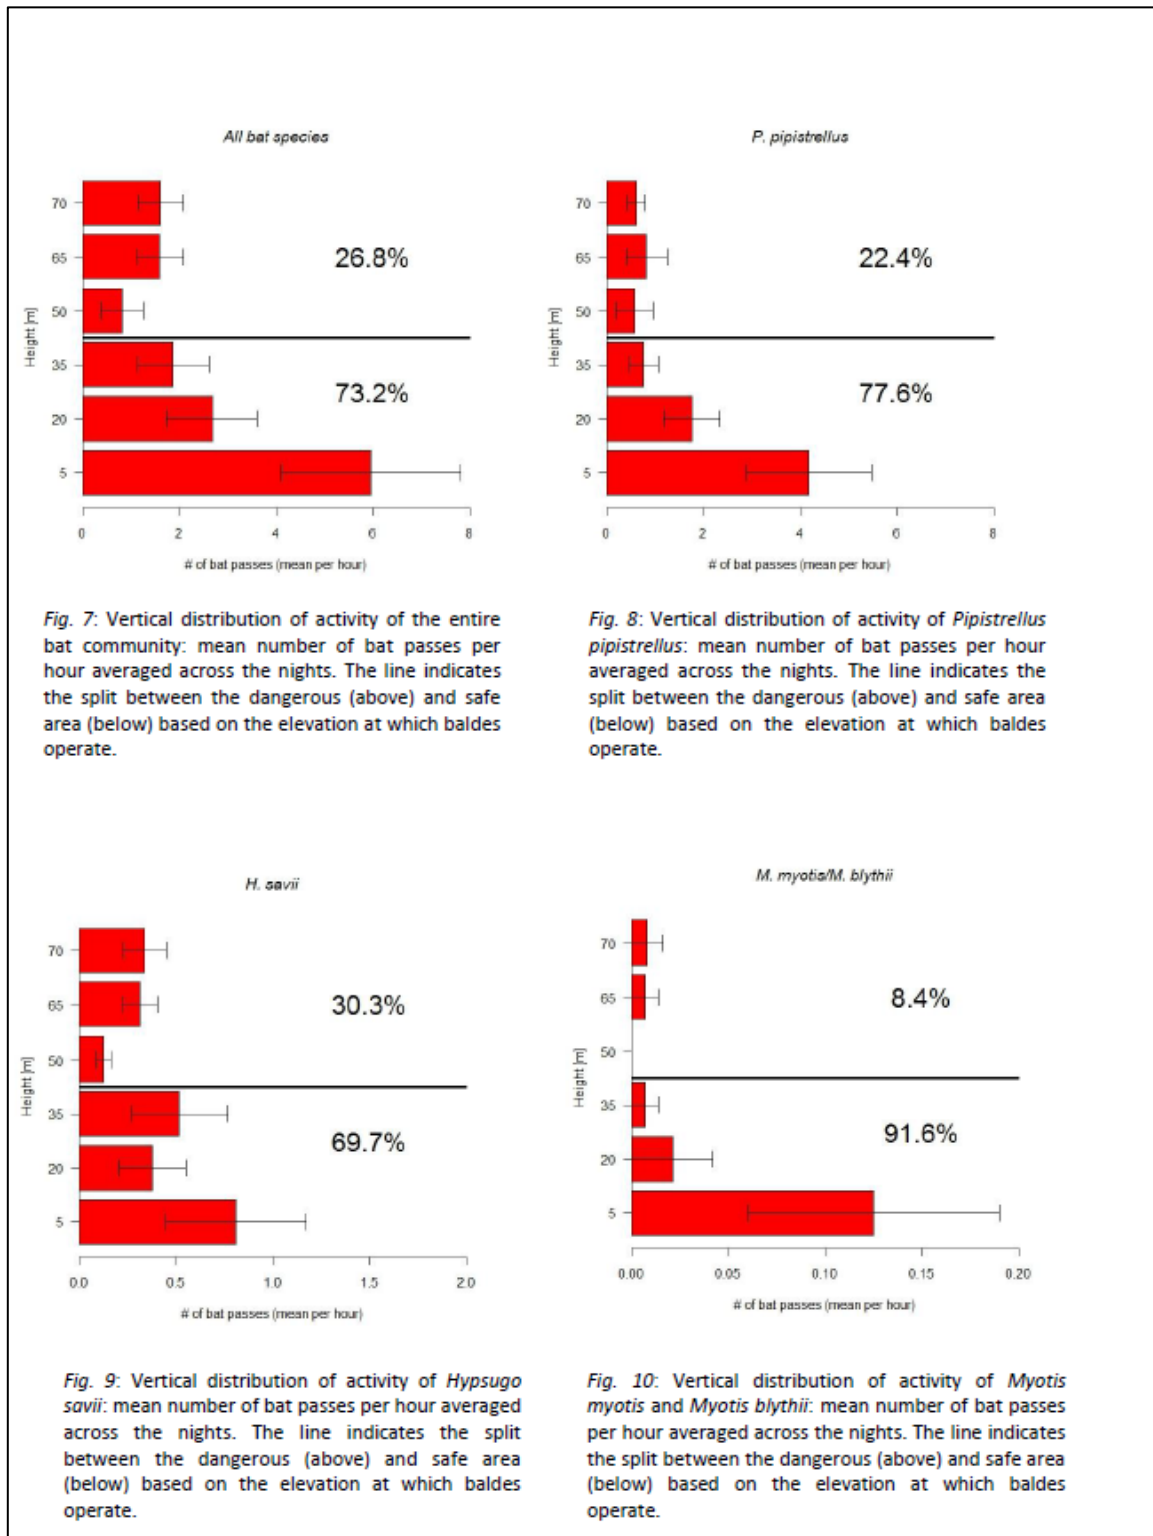 All bat species
70
65
50
35
20
5
Height [m]
26.8%
73.2%
0 2 4 6 8
# of bat passes (mean per hour)
P. pipistrellus
70
65
50
35
20
5
Height [m]
22.4%
77.6%
0 2 4 6 8
# of bat passes (mean per hour)
Fig. 7: Vertical distribution of activity of the entire
bat community: mean number of bat passes per
hour averaged across the nights. The line indicates
the split between the dangerous (above) and safe
area (below) based on the elevation at which baldes
operate.
Fig. 8: Vertical distribution of activity of Pipistrellus
pipistrellus: mean number of bat passes per hour
averaged across the nights. The line indicates the
split between the dangerous (above) and safe area
(below) based on the elevation at which baldes
operate.
H. savii
70
65
50
35
20
5
Height [m]
30.3%
69.7%
0.0 0.5 1.0 1.5 2.0
# of bat passes (mean per hour)
M. myotis/M. blythii
70
65
50
35
20
5
Height [m]
8.4%
91.6%
0.00 0.05 0.10 0.15 0.20
# of bat passes (mean per hour)
Fig. 9: Vertical distribution of activity of Hypsugo
savii: mean number of bat passes per hour averaged
across the nights. The line indicates the split
between the dangerous (above) and safe area
(below) based on the elevation at which baldes
operate.
Fig. 10: Vertical distribution of activity of Myotis
myotis and Myotis blythii: mean number of bat passes
per hour averaged across the nights. The line indicates
the split between the dangerous (above) and safe area
(below) based on the elevation at which baldes
operate.